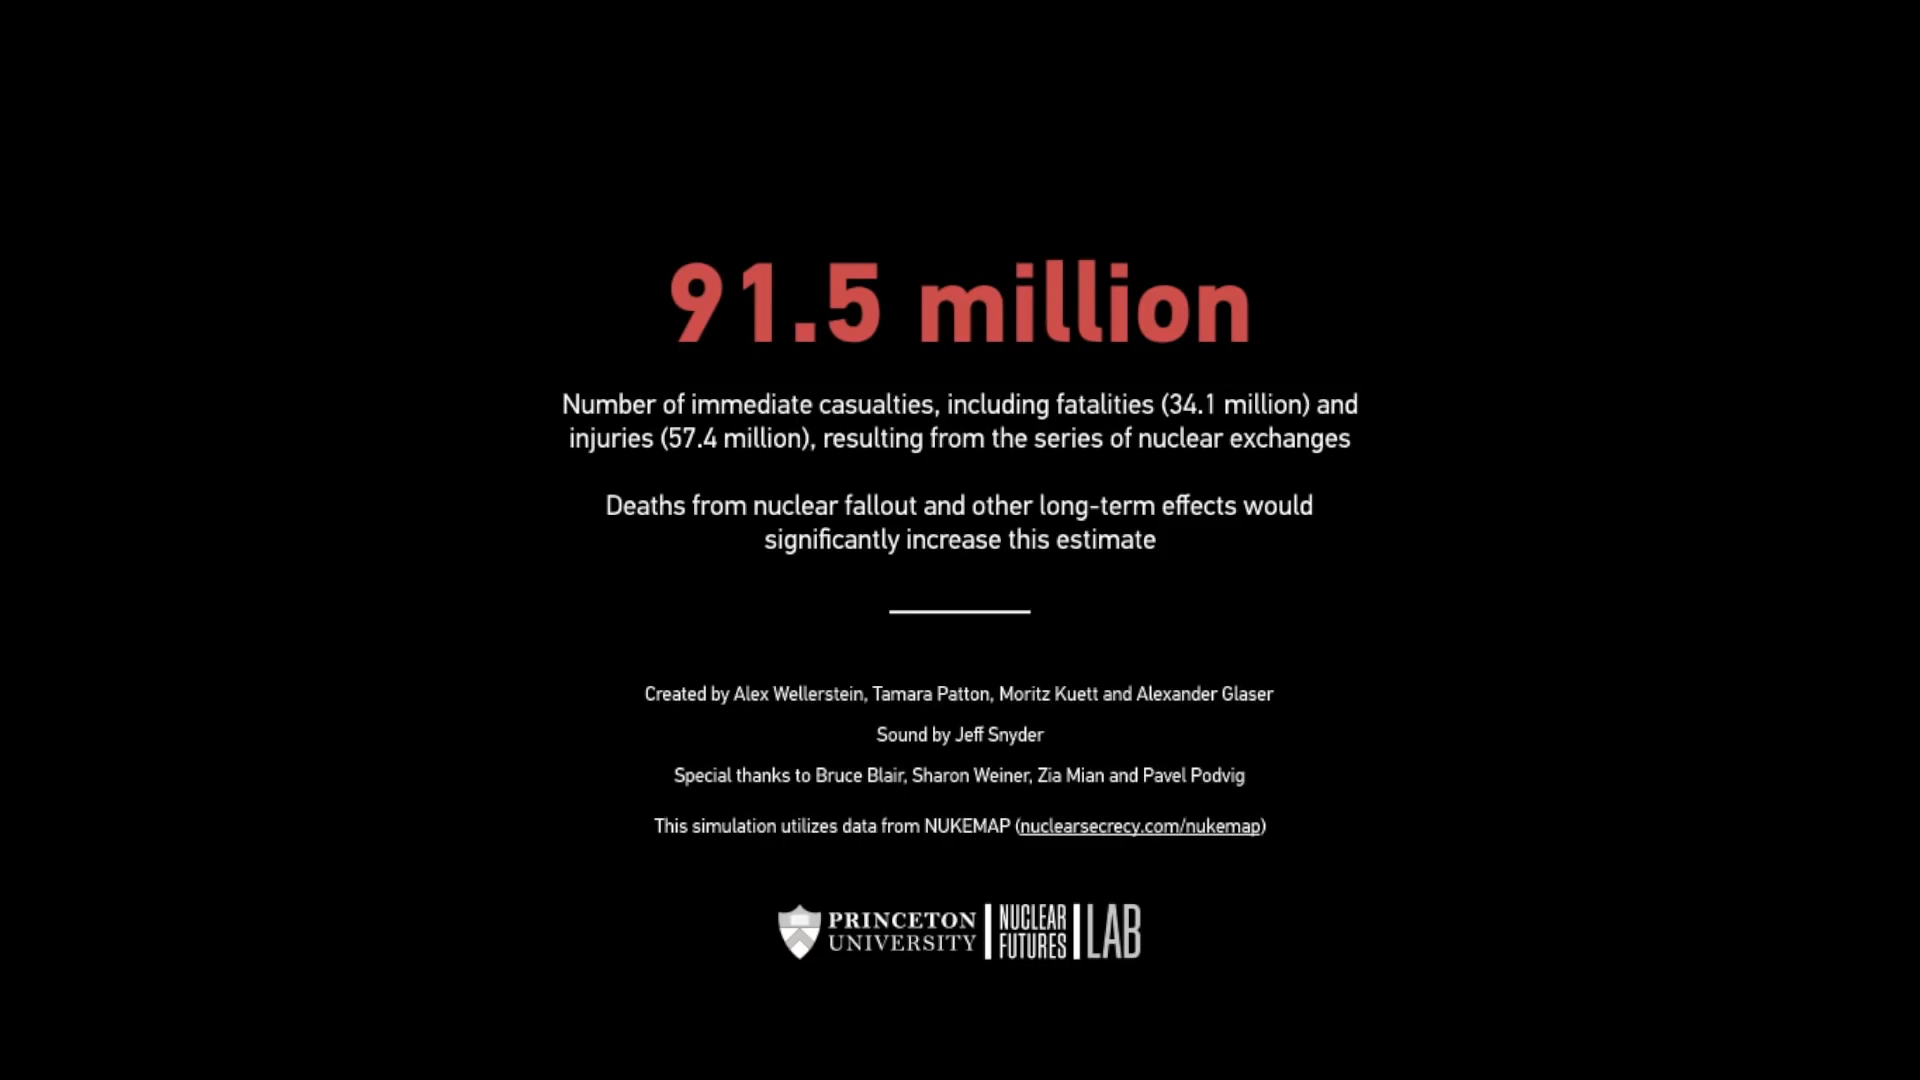 91.5 million
Number of immediate casualties, including fatalities (34.1 million) and
injuries (57.4 million), resulting from the series of nuclear exchanges
Deaths from nuclear fallout and other long-term effects would
significantly increase this estimate
Created by Alex Wellerstein, Tamara Patton, Moritz Kuett and Alexander Glaser
Sound by Jeff Snyder
Special thanks to Bruce Blair, Sharon Weiner, Zia Mian and Pavel Podvig
This simulation utilizes data from NUKEMAP (nuclearsecrecy.com/nukemap)
PRINCETON
UNIVERSITY
NUCLEAR
FUTURES
LAB